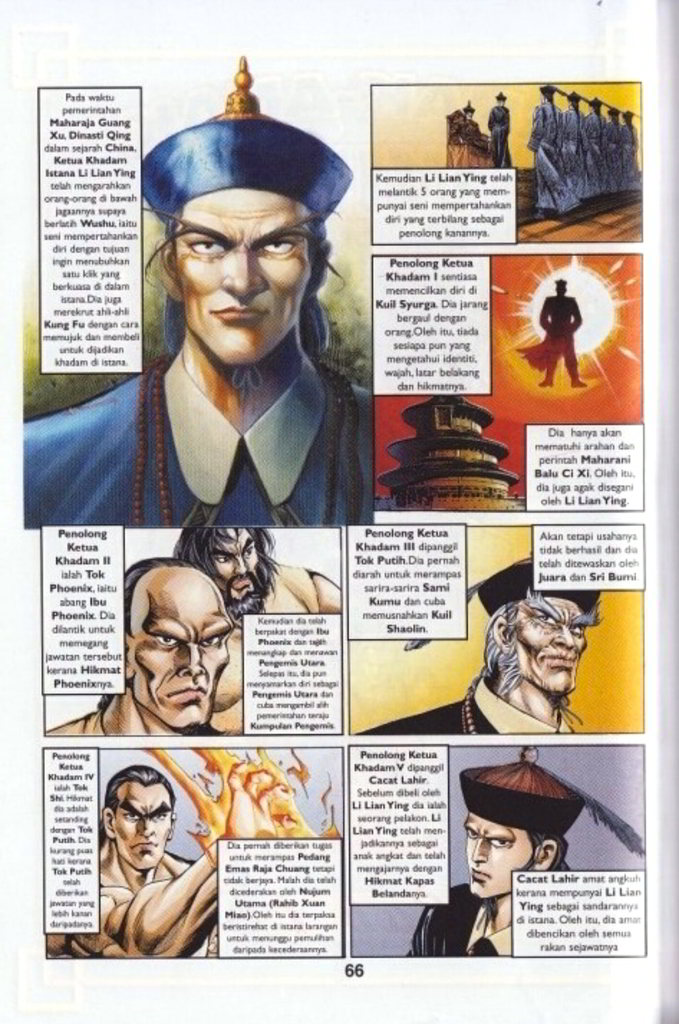 Pada waktu
pemerintahan
Maharaja Guang
Xu, Dinasti Qing
dalam sejarah China,
Ketua Khadam
Istana Li Lian Ying
telah mengarahkan
orang-orang di bawah
jagaannya supaya
berlatih Wushu, iaitu
seni mempertahankan
diri dengan tujuan
ingin menubuhkan
satu klik yang
berkuasa di dalam
istana.Dia juga
merekrut ahli-ahli
Kung Fu dengan cara
memujuk dan membeli
untuk dijadikan
khadam di istana.
Kemudian Li Lian Ying telah
melantik 5 orang yang mem-
punyai seni mempertahankan
diri yang terbilang sebagai
penolong kanannya.
Penolong Ketua
Khadam I sentiasa
memencilkan diri di
Kuil Syurga. Dia jarang
bergaul dengan
orang.Oleh itu, tiada
sesiapa pun yang
mengetahui identiti,
wajah, latar belakang
dan hikmatnya.
Dia hanya akan
mematuhi arahan dan
perintah Maharani
Balu Ci Xi. Oleh itu,
dia juga agak disegani
oleh Li Lian Ying.
Penolong
Ketua
Khadam II
ialah Tok
Phoenix, iaitu
abang Ibu
Phoenix. Dia
dilantik untuk
memegang
jawatan tersebut
kerana Hikmat
Phoenixnya.
Kemudian dia telah
berpakat dengan Ibu
Phoenix dan telah
menangkap dan menawan
Pengemis Utara.
Selepas itu, dia
menyamarkan diri sebagai
Pengemis Utara dan
cuba mengambil alih
pemerintahan teraju
Kumpulan Pengemis.
Penolong Ketua
Khadam III dipanggil
Tok Putih.Dia pernah
diarah untuk merampas
sarira-sarira Sami
Kumu dan cuba
memusnahkan Kuil
Shaolin.
Akan tetapi usahanya
tidak berhasil dan dia
telah ditewaskan oleh
Juara dan Sri Bumi.
Penolong
Ketua
Khadam IV
ialah Tok
Shi. Hikmat
dia adalah
setanding
dengan Tok
Putih. Dia
kurang puas
hati kerana
Tok Putih
telah
diberikan
jawatan yang
lebih kanan
daripadanya.
Dia pernah diberikan tugas
untuk merampas Pedang
Emas Raja Chuang tetapi
tidak berjaya. Malah dia telah
dicederakan oleh Nujum
Utama (Rahib Xuan
Miao).Oleh itu dia terpaksa
beristirehat di istana larangan
untuk menunggu pemulihan
daripada kecederaannya.
Penolong Ketua
Khadam V dipanggil
Cacat Lahir.
Sebelum dibeli oleh
Li Lian Ying dia ialah
seorang pelakon. Li
Lian Ying telah men-
jadikannya sebagai
anak angkat dan telah
mengajarnya dengan
Hikmat Kapas
Belandanya.
Cacat Lahir amat angkuh
kerana mempunyai Li Lian
Ying sebagai sandarannya
di istana. Oleh itu, dia amat
dibencikan oleh semua
rakan sejawatnya
66